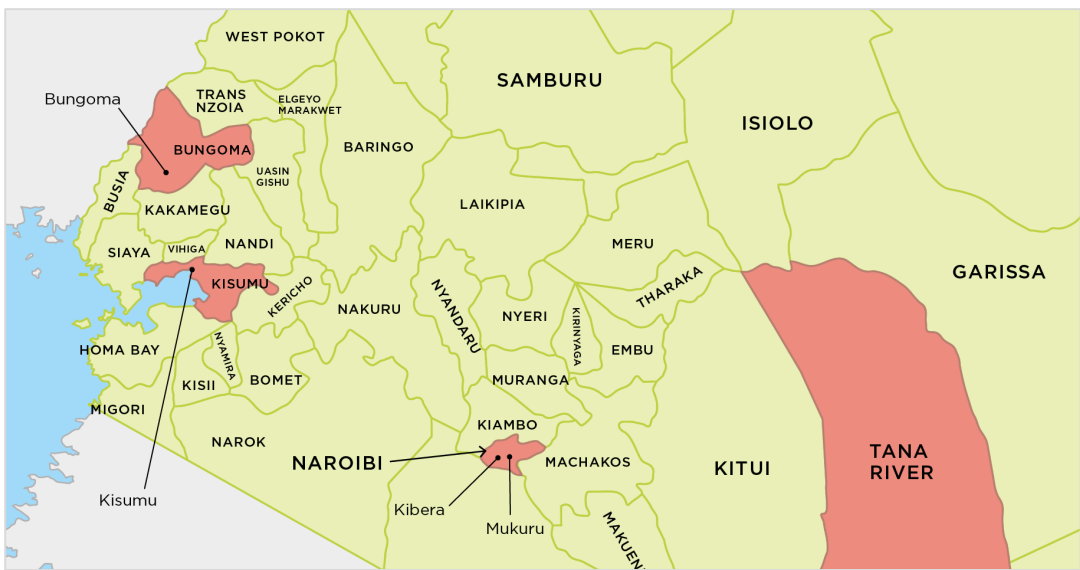 WEST POKOT
SAMBURU
Bungoma
TRANS
NZOIA
ELGEYO
MARAKWET
ISIOLO
BUNGOMA
BARINGO
UASIN
GISHU
BUSIA
KAKAMEGU
LAIKIPIA
SIAYA
VIHIGA
NANDI
MERU
GARISSA
KISUMU
KERICHO
THARAKA
NAKURU
NYANDARU
NYERI
KIRINYAGA
EMBU
HOMA BAY
NYAMIRA
KISII
BOMET
MURANGA
MIGORI
NAROK
KIAMBO
NAROIBI
MACHAKOS
KITUI
TANA
RIVER
Kisumu
Kibera
Mukuru
MAKUEN